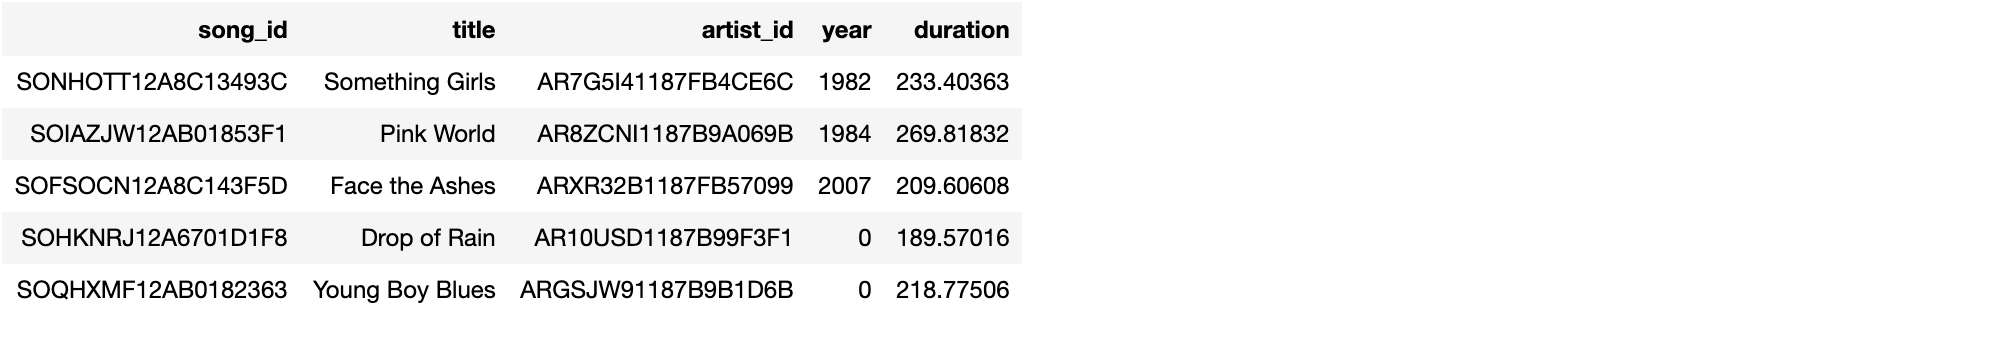 song_id title artist_id year duration
SONHOTT12A8C13493C Something Girls AR7G5I41187FB4CE6C 1982 233.40363
SOIAZJW12AB01853F1 Pink World AR8ZCNI1187B9A069B 1984 269.81832
SOFSOCN12A8C143F5D Face the Ashes ARXR32B1187FB57099 2007 209.60608
SOHKNRJ12A6701D1F8 Drop of Rain AR10USD1187B99F3F1 0 189.57016
SOQHXMF12AB0182363 Young Boy Blues ARGSJW91187B9B1D6B 0 218.77506